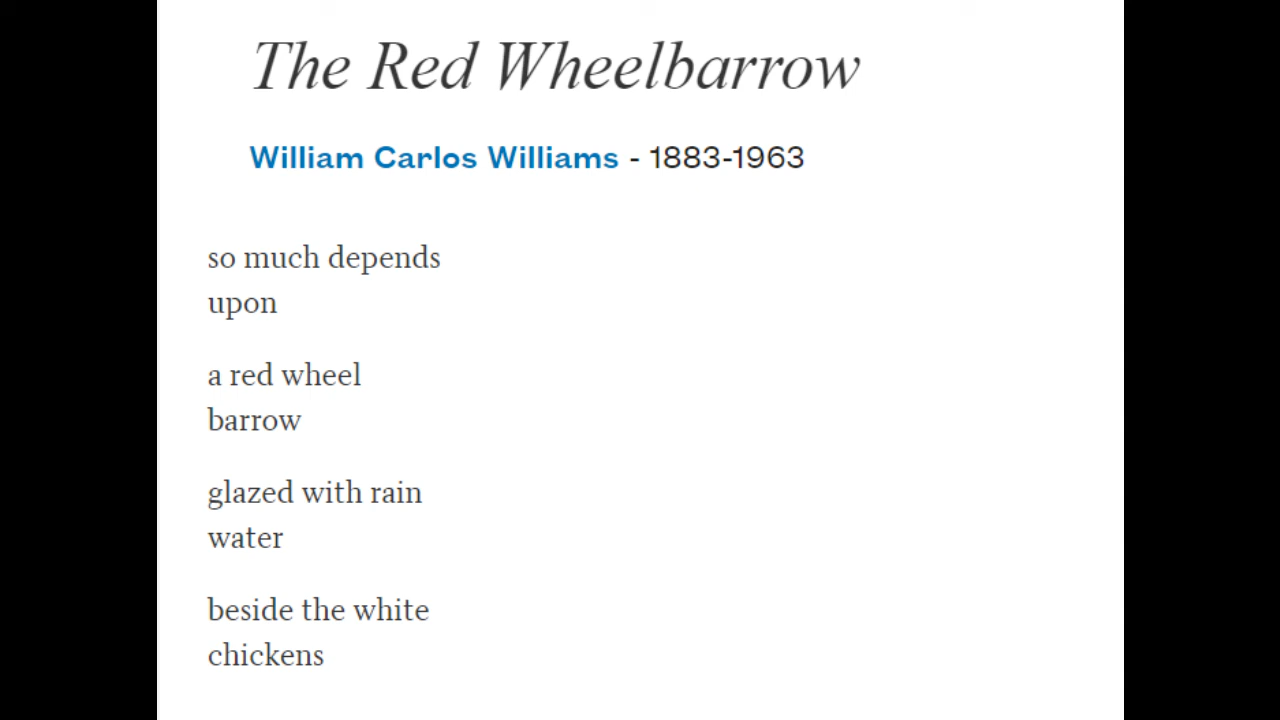 The Red Wheelbarrow
William Carlos Williams - 1883-1963
so much depends
upon
a red wheel
barrow
glazed with rain
water
beside the white
chickens